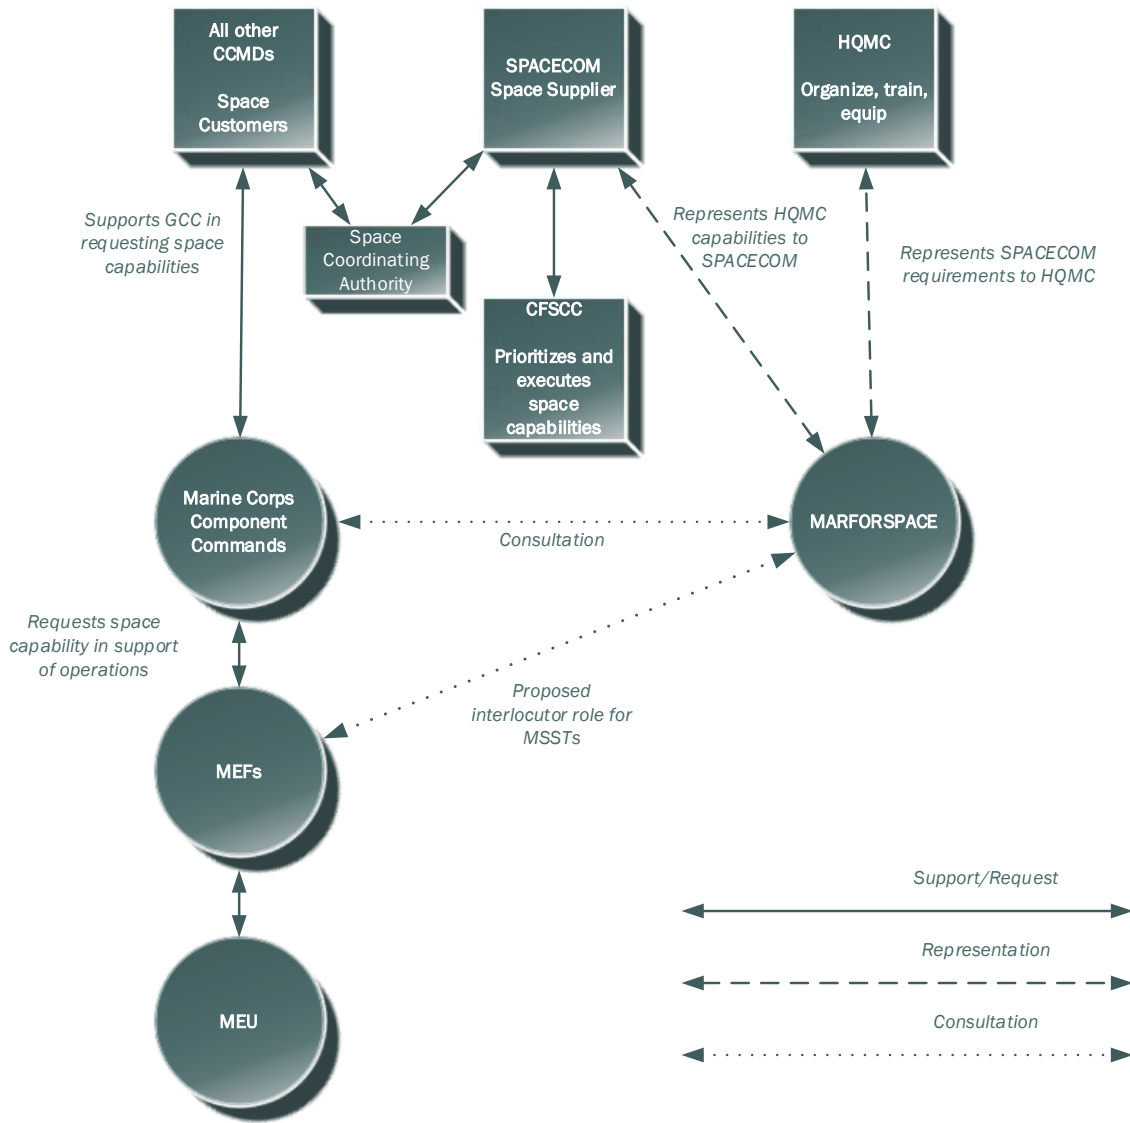 All other
CCMDs
Space
Customers
SPACECOM
Space Supplier
HQMC
Organize, train,
equip
Supports GCC in
requesting space
capabilities
Space
Coordinating
Authority
Represents HQMC
capabilities to
SPACECOM
Represents SPACECOM
requirements to HQMC
CFSCC
Prioritizes and
executes
space
capabilities
Marine Corps
Component
Commands
Consultation
MARFORSPACE
Requests space
capability in support
of operations
Proposed
interlocutor role for
MSSTs
MEFs
Support/Request
Representation
Consultation
MEU